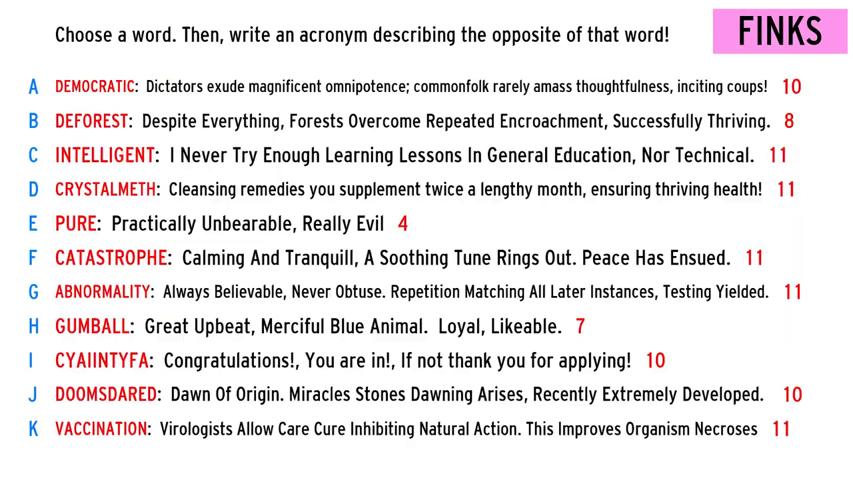 Choose a word. Then, write an acronym describing the opposite of that word!
FINKS
A DEMOCRATIC: Dictators exude magnificent omnipotence; commonfolk rarely amass thoughtfulness, inciting coups! 10
B DEFOREST: Despite Everything, Forests Overcome Repeated Encroachment, Successfully Thriving. 8
C INTELLIGENT: I Never Try Enough Learning Lessons In General Education, Nor Technical. 11
D CRYSTALMETH: Cleansing remedies you supplement twice a lengthy month, ensuring thriving health! 11
E PURE: Practically Unbearable, Really Evil 4
F CATASTROPHE: Calming And Tranquill, A Soothing Tune Rings Out. Peace Has Ensued. 11
G ABNORMALITY: Always Believable, Never Obtuse. Repetition Matching All Later Instances, Testing Yielded. 11
H GUMBALL: Great Upbeat, Merciful Blue Animal. Loyal, Likeable. 7
I CYAIINTYFA: Congratulations!, You are in!, If not thank you for applying! 10
J DOOMSDARED: Dawn Of Origin. Miracles Stones Dawning Arises, Recently Extremely Developed. 10
K VACCINATION: Virologists Allow Care Cure Inhibiting Natural Action. This Improves Organism Necroses 11